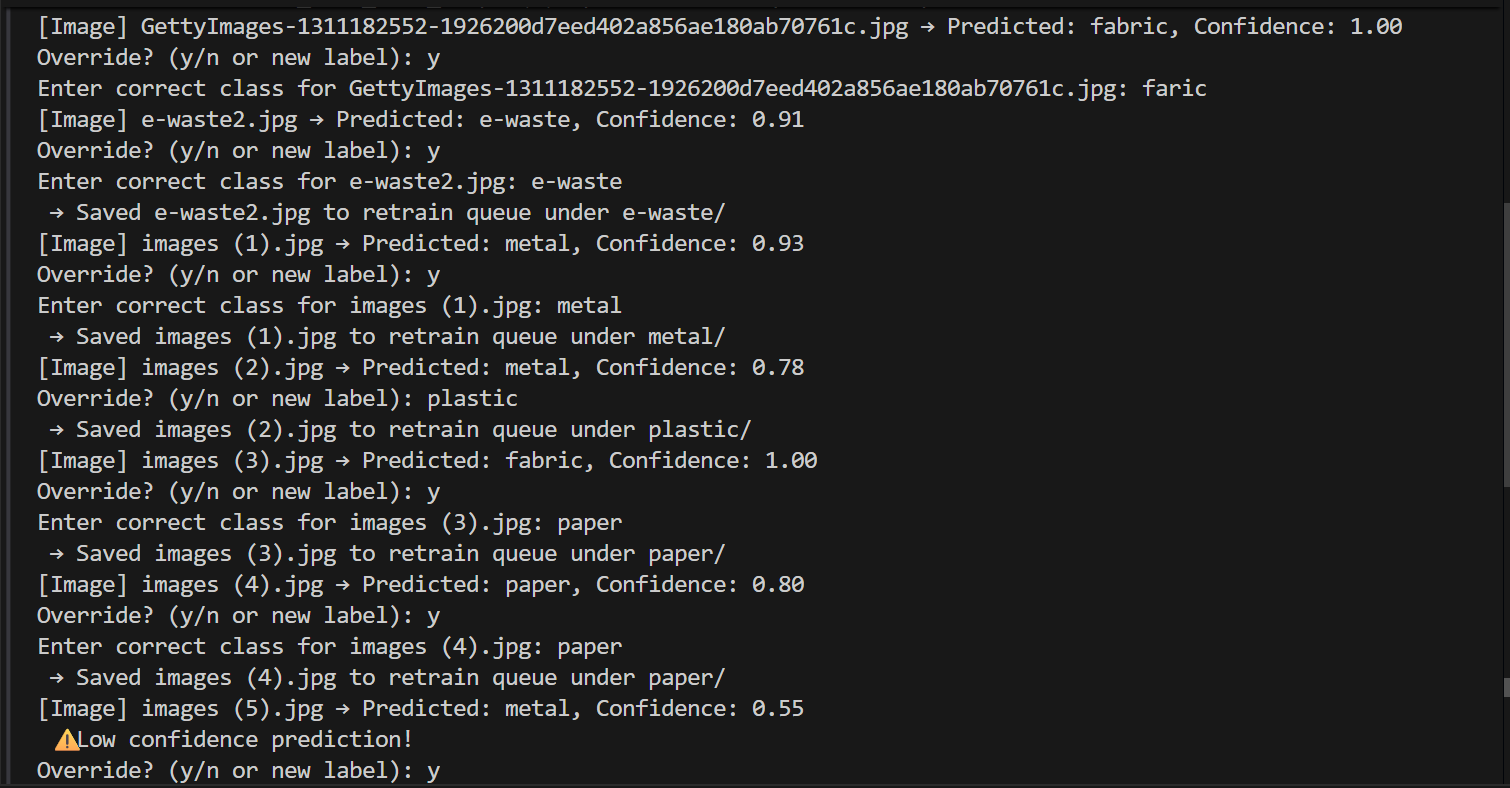 [Image] GettyImages-1311182552-1926200d7eed402a856ae180ab70761c.jpg → Predicted: fabric, Confidence: 1.00
Override? (y/n or new label): y
Enter correct class for GettyImages-1311182552-1926200d7eed402a856ae180ab70761c.jpg: faric
[Image] e-waste2.jpg → Predicted: e-waste, Confidence: 0.91
Override? (y/n or new label): y
Enter correct class for e-waste2.jpg: e-waste
→ Saved e-waste2.jpg to retrain queue under e-waste/
[Image] images (1).jpg → Predicted: metal, Confidence: 0.93
Override? (y/n or new label): y
Enter correct class for images (1).jpg: metal
→ Saved images (1).jpg to retrain queue under metal/
[Image] images (2).jpg → Predicted: metal, Confidence: 0.78
Override? (y/n or new label): plastic
→ Saved images (2).jpg to retrain queue under plastic/
[Image] images (3).jpg → Predicted: fabric, Confidence: 1.00
Override? (y/n or new label): y
Enter correct class for images (3).jpg: paper
→ Saved images (3).jpg to retrain queue under paper/
[Image] images (4).jpg → Predicted: paper, Confidence: 0.80
Override? (y/n or new label): y
Enter correct class for images (4).jpg: paper
→ Saved images (4).jpg to retrain queue under paper/
[Image] images (5).jpg → Predicted: metal, Confidence: 0.55
⚠️Low confidence prediction!
Override? (y/n or new label): y